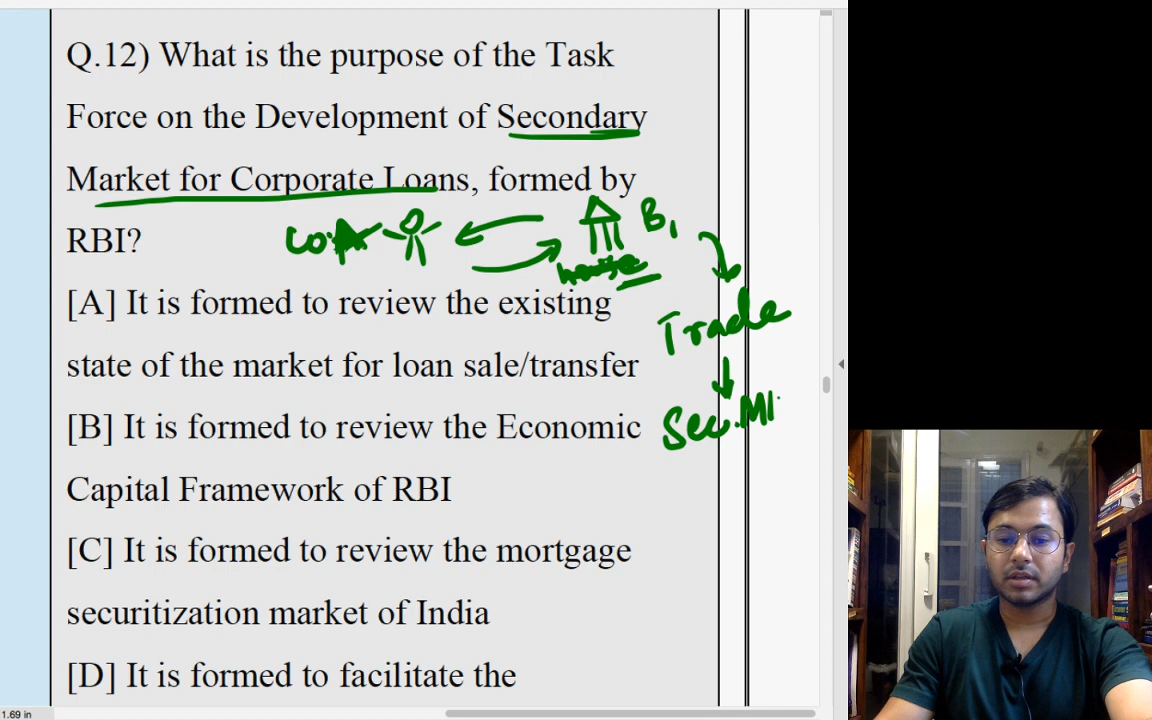 Q.12) What is the purpose of the Task
Force on the Development of Secondary
Market for Corporate Loans, formed by
B1
RBI?
house
[A] It is formed to review the existing
Trade
state of the market for loan sale/transfer
[B] It is formed to review the Economic
Sec.
Capital Framework of RBI
[C] It is formed to review the mortgage
securitization market of India
[D] It is formed to facilitate the
1.69 in